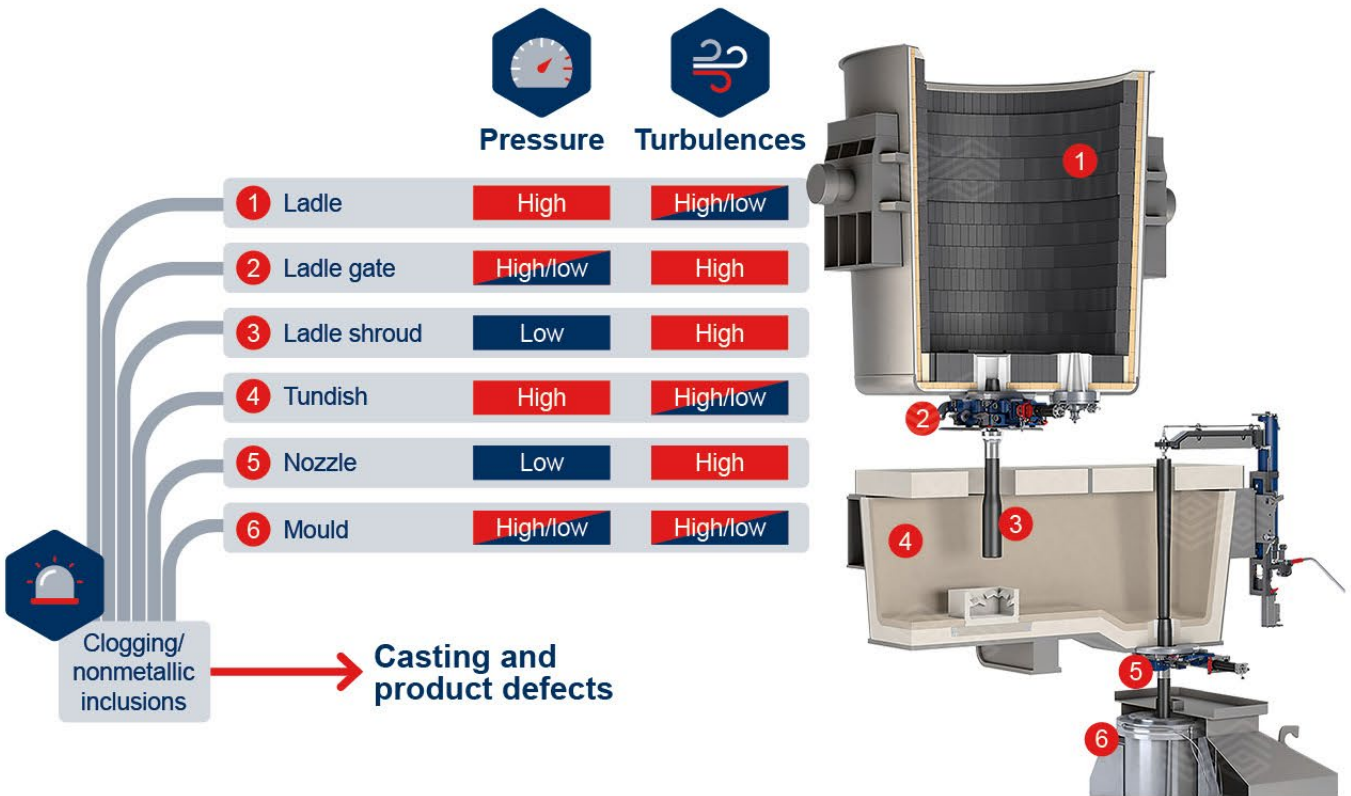 Pressure Turbulences
1 Ladle High High/low
2 Ladle gate High/low High
3 Ladle shroud Low High
4 Tundish High High/low
5 Nozzle Low High
6 Mould High/low High/low
Clogging/
nonmetallic
inclusions
Casting and
product defects
1
2
3
4
5
6